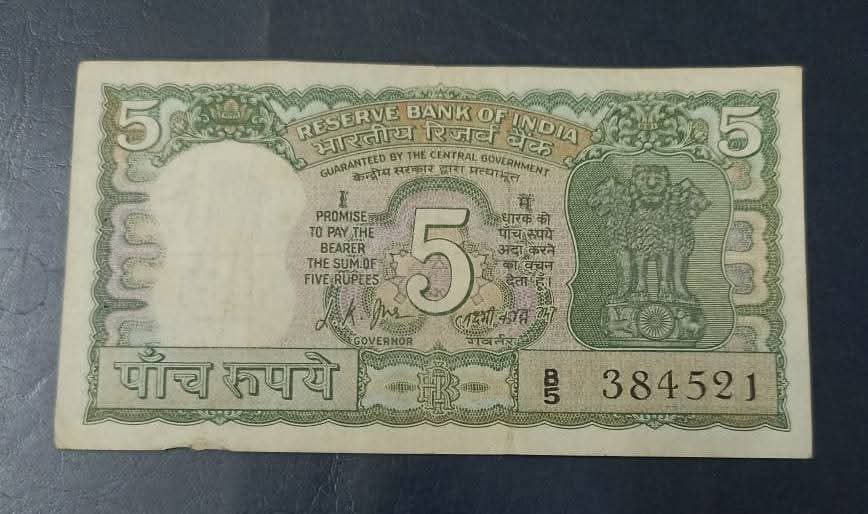 5
5
RESERVE BANK OF INDIA
भारतीय रिजर्व बैंक
GUARANTEED BY THE CENTRAL GOVERNMENT
केन्द्रीय सरकार द्वारा प्रत्याभूत
I
PROMISE
TO PAY THE
BEARER
THE SUM OF
FIVE RUPEES
5
मैं
धारक को
पाँच रुपये
अदा करने
का वचन
देता हूँ।
GOVERNOR
गवर्नर
पाँच रुपये
B/5 384521